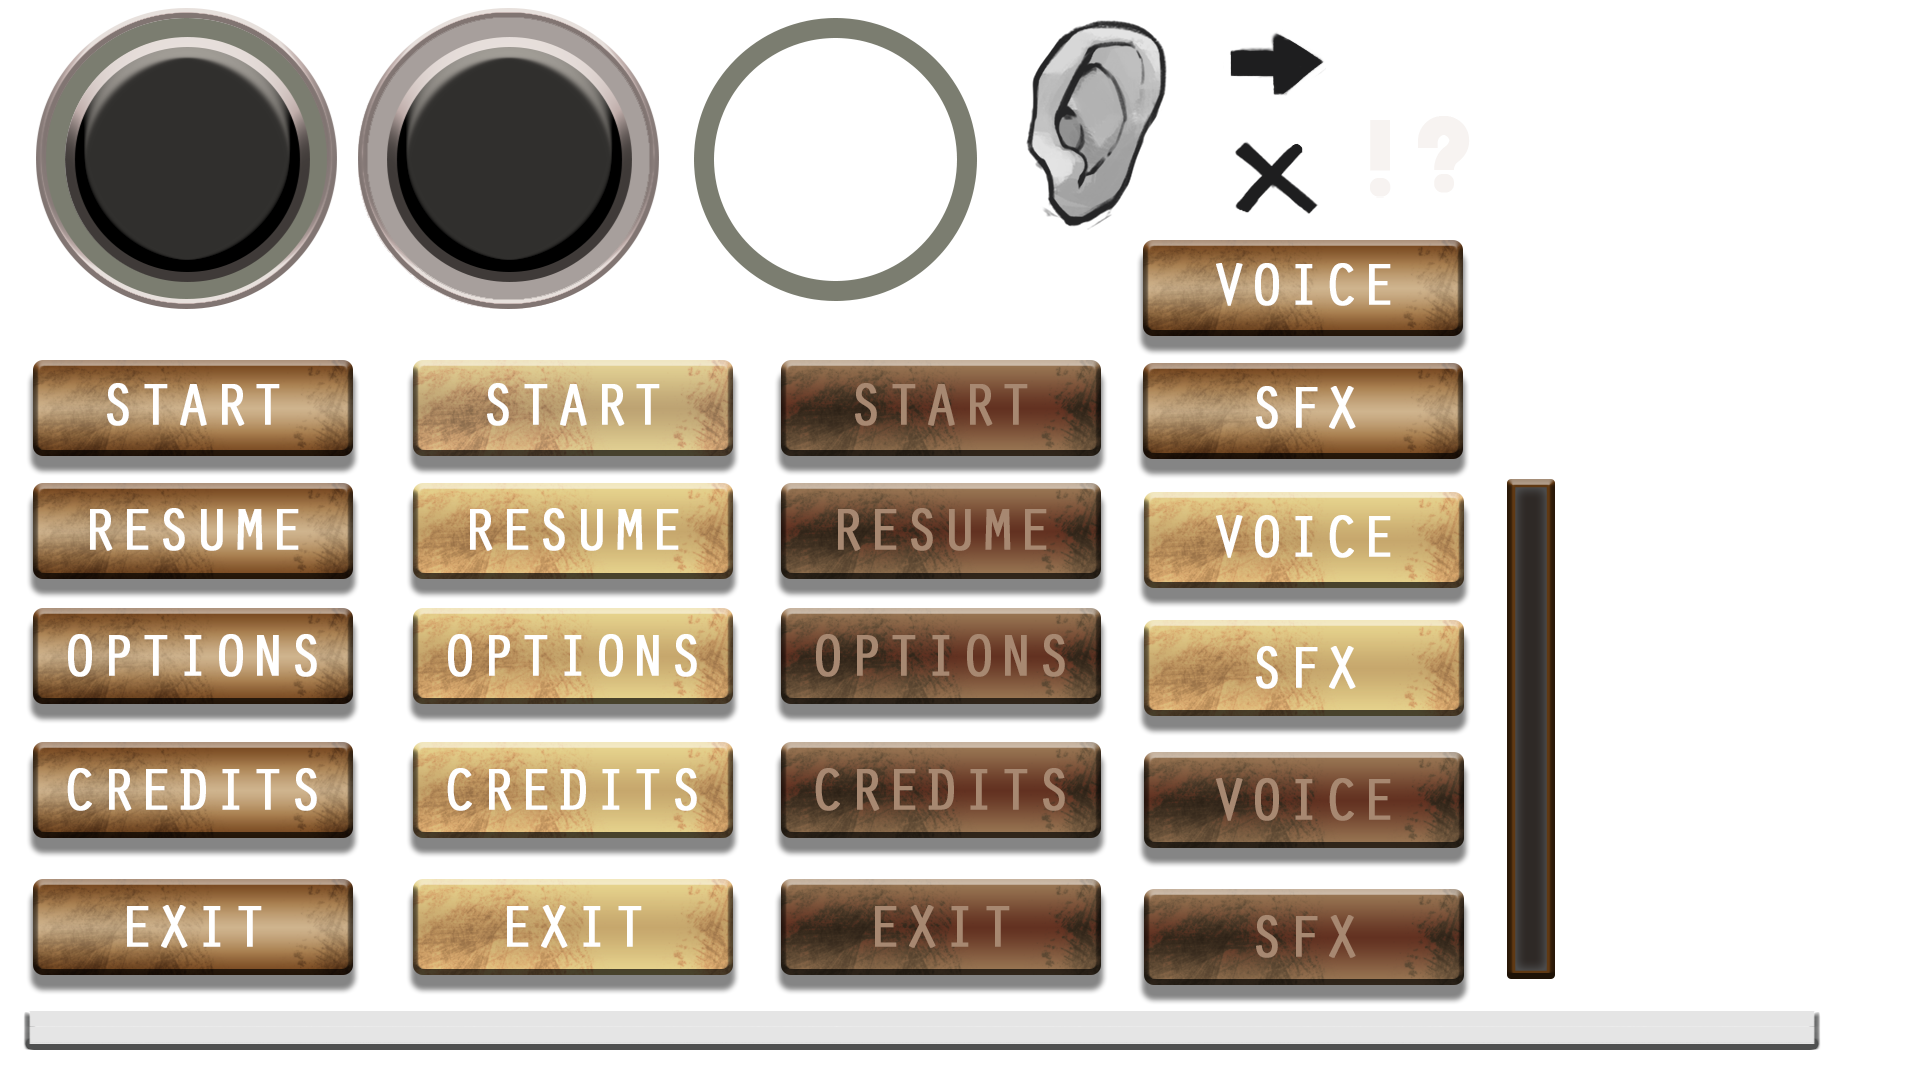 ! ?
VOICE
START START START SFX
RESUME RESUME RESUME VOICE
OPTIONS OPTIONS OPTIONS SFX
CREDITS CREDITS CREDITS VOICE
EXIT EXIT EXIT SFX